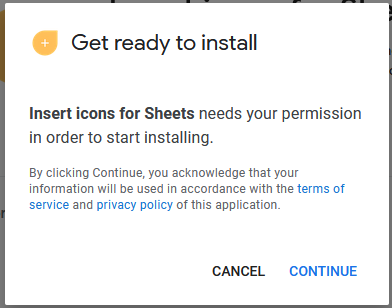 Get ready to install
Insert icons for Sheets needs your permission
in order to start installing.
By clicking Continue, you acknowledge that your
information will be used in accordance with the terms of
service and privacy policy of this application.
CANCEL CONTINUE